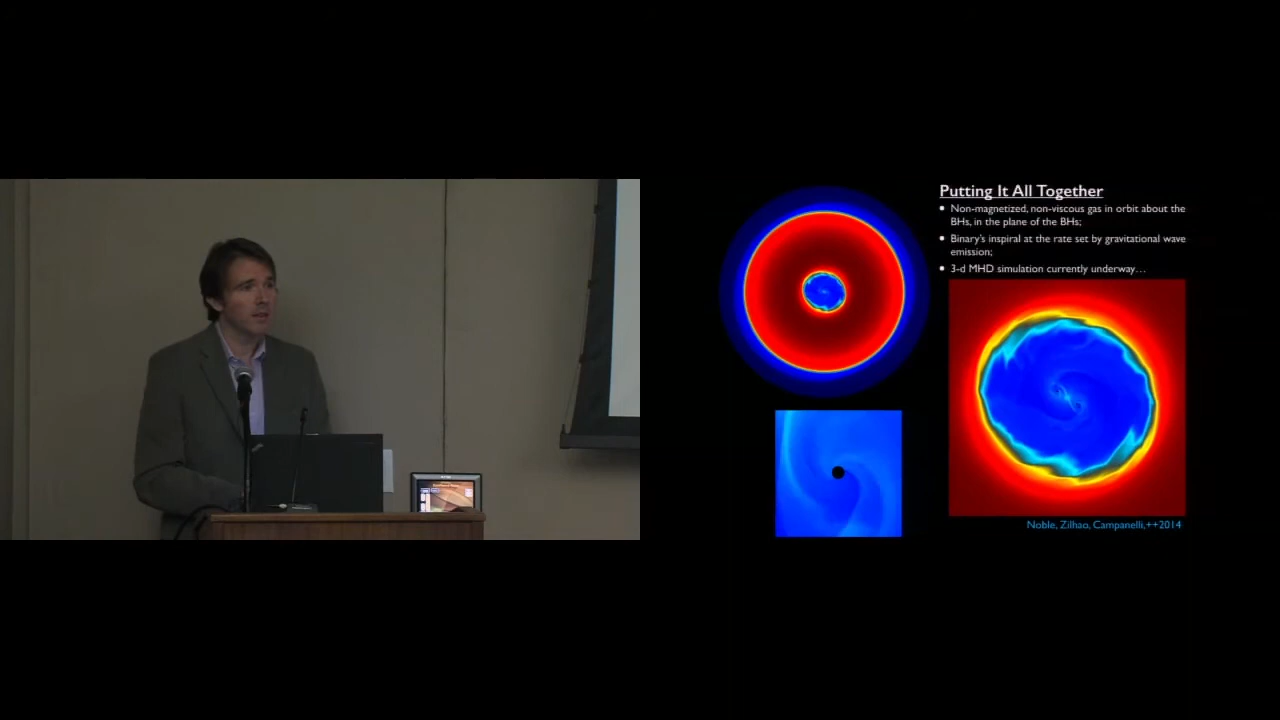 Putting It All Together
• Non-magnetized, non-viscous gas in orbit about the
BHs, in the plane of the BHs;
• Binary's inspiral at the rate set by gravitational wave
emission;
• 3-d MHD simulation currently underway…
Noble, Zilhao, Campanelli,++2014